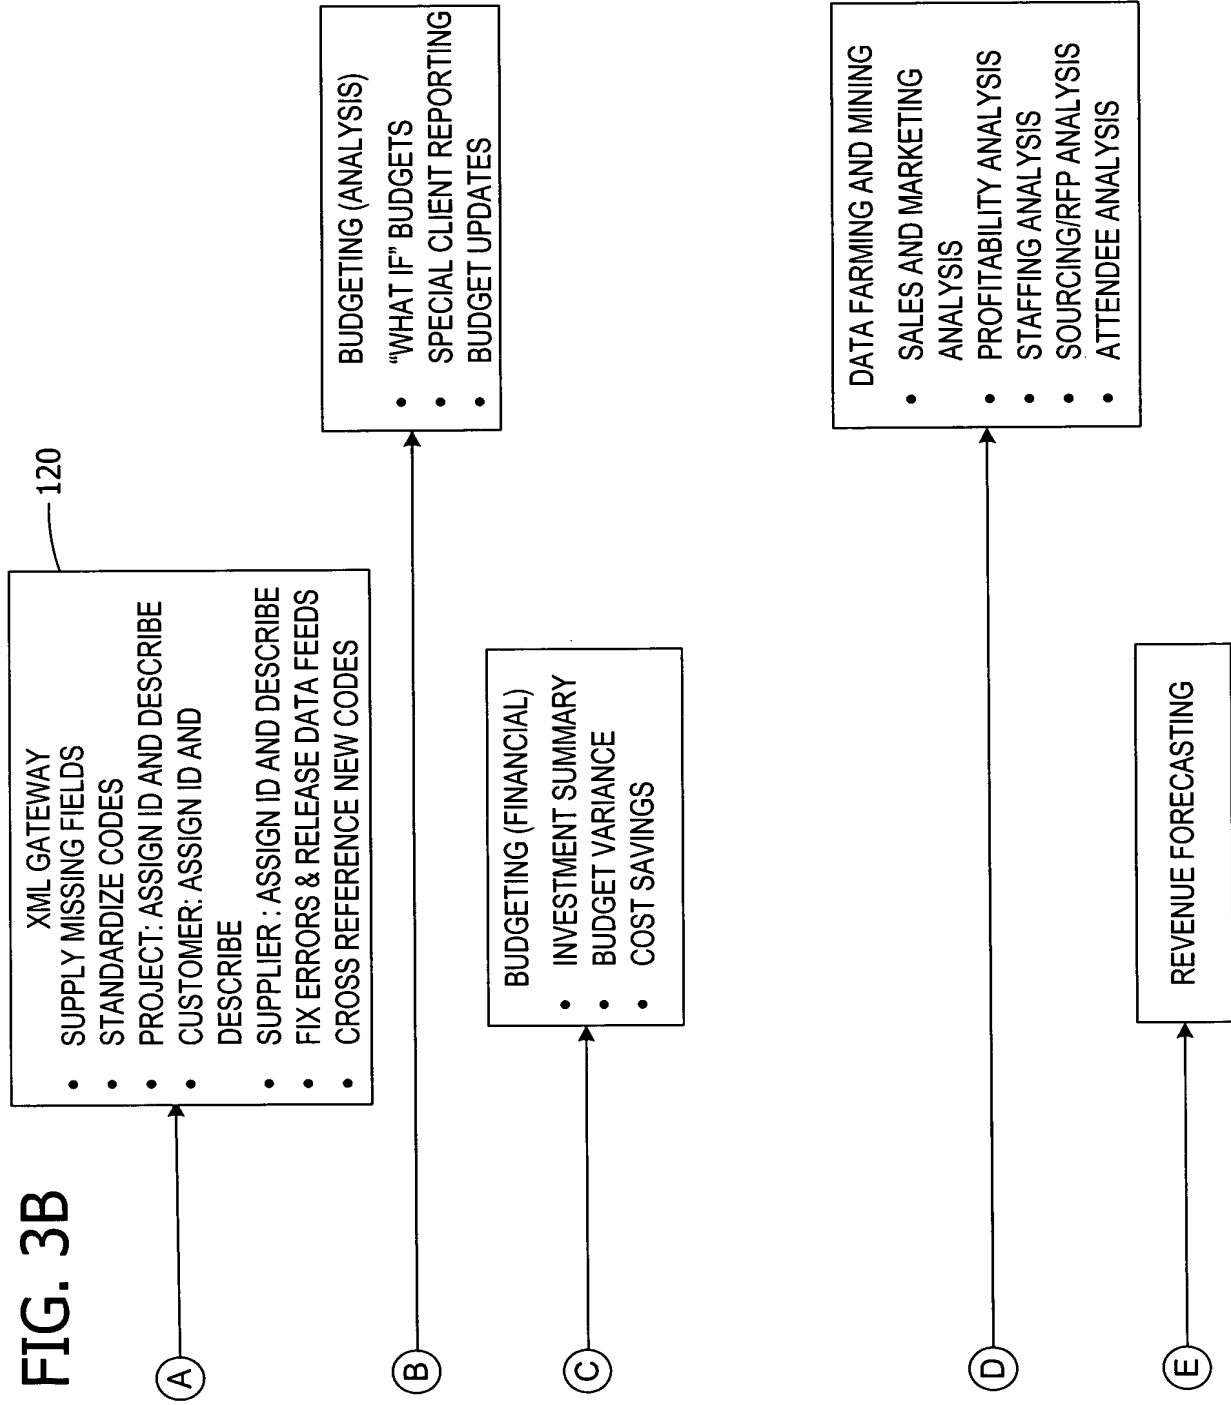 FIG. 3B
A
XML GATEWAY
• SUPPLY MISSING FIELDS
• STANDARDIZE CODES
• PROJECT: ASSIGN ID AND DESCRIBE
• CUSTOMER: ASSIGN ID AND
DESCRIBE
• SUPPLIER : ASSIGN ID AND DESCRIBE
• FIX ERRORS & RELEASE DATA FEEDS
• CROSS REFERENCE NEW CODES
120
B
BUDGETING (ANALYSIS)
• “WHAT IF” BUDGETS
• SPECIAL CLIENT REPORTING
• BUDGET UPDATES
C
BUDGETING (FINANCIAL)
• INVESTMENT SUMMARY
• BUDGET VARIANCE
• COST SAVINGS
D
DATA FARMING AND MINING
• SALES AND MARKETING
ANALYSIS
• PROFITABILITY ANALYSIS
• STAFFING ANALYSIS
• SOURCING/RFP ANALYSIS
• ATTENDEE ANALYSIS
E
REVENUE FORECASTING